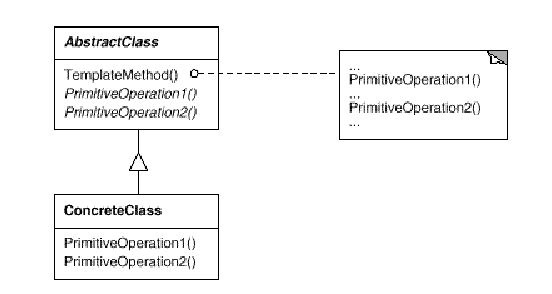 AbstractClass
TemplateMethod()
PrimitiveOperation1()
PrimitiveOperation2()
...
PrimitiveOperation1()
...
PrimitiveOperation2()
...
ConcreteClass
PrimitiveOperation1()
PrimitiveOperation2()